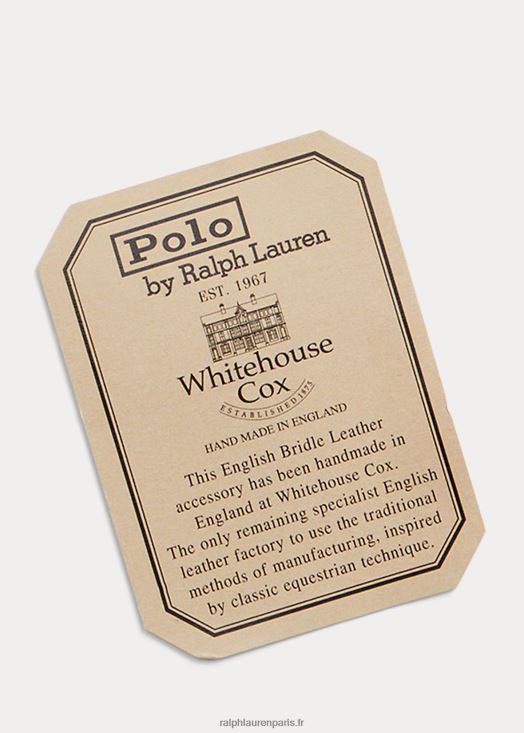 Polo
by Ralph Lauren
EST. 1967
Whitehouse
Cox
ESTABLISHED 1875
HAND MADE IN ENGLAND
This English Bridle Leather
accessory has been handmade in
England at Whitehouse Cox.
The only remaining specialist English
leather factory to use the traditional
methods of manufacturing, inspired
by classic equestrian technique.
ralphlaurenparis.fr